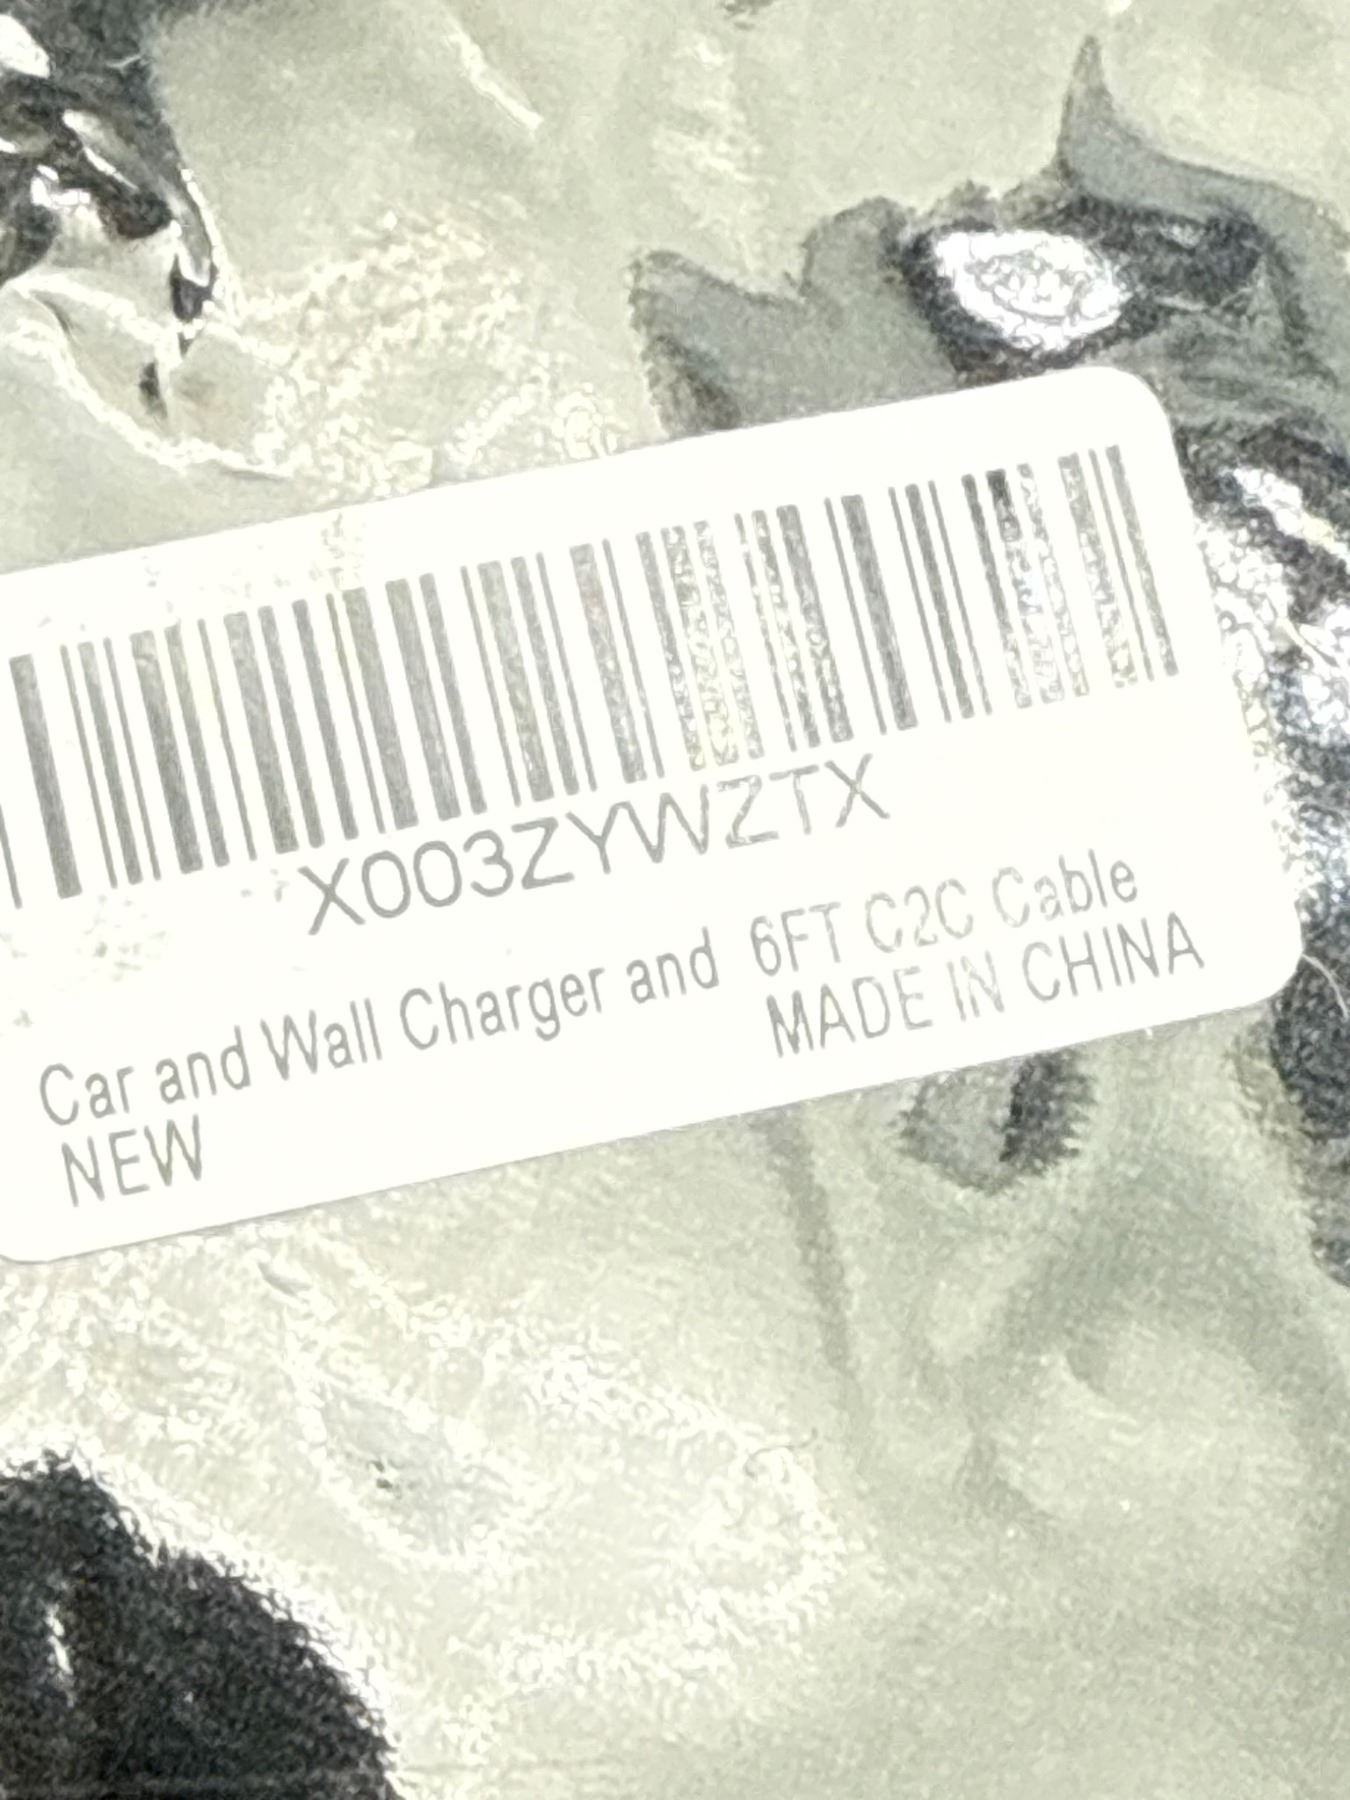 X003ZYWZTX
Car and Wall Charger and 6FT C2C Cable
NEW
MADE IN CHINA